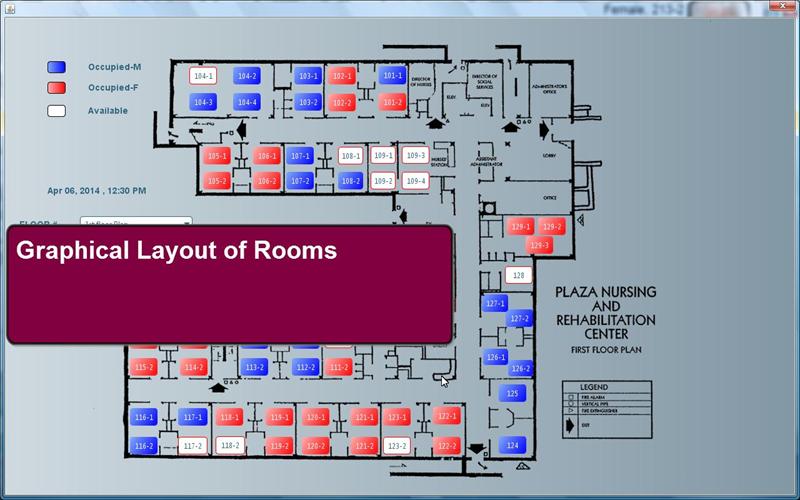 Female: 213-2
Occupied-M
Occupied-F
Available
104-1 104-2 103-1 102-1 101-1
104-3 104-4 103-2 102-2 101-2
DIRECTOR OF NURSES
ELEV.
DIRECTOR OF SOCIAL SERVICES
ELEV.
ADMINISTRATOR'S OFFICE
105-1 106-1 107-1 108-1 109-1 109-3
105-2 106-2 107-2 108-2 109-2 109-4
NURSES' STATION
ASSISTANT ADMINISTRATOR
LOBBY
OFFICE
Apr 06, 2014 , 12:30 PM
FLOOR #
1st floor Plan
129-1 129-2
129-3
Graphical Layout of Rooms
128
127-1
127-2
PLAZA NURSING
AND
REHABILITATION
CENTER
FIRST FLOOR PLAN
126-1
126-2
115-2 114-2 113-2 112-2 111-2
125
LEGEND
FIRE ALARM
VERTICAL PIPE
FIRE EXTINGUISHER
EXIT
116-1 117-1 118-1 119-1 120-1 121-1 123-1 122-1
116-2 117-2 118-2 119-2 120-2 121-2 123-2 122-2
124